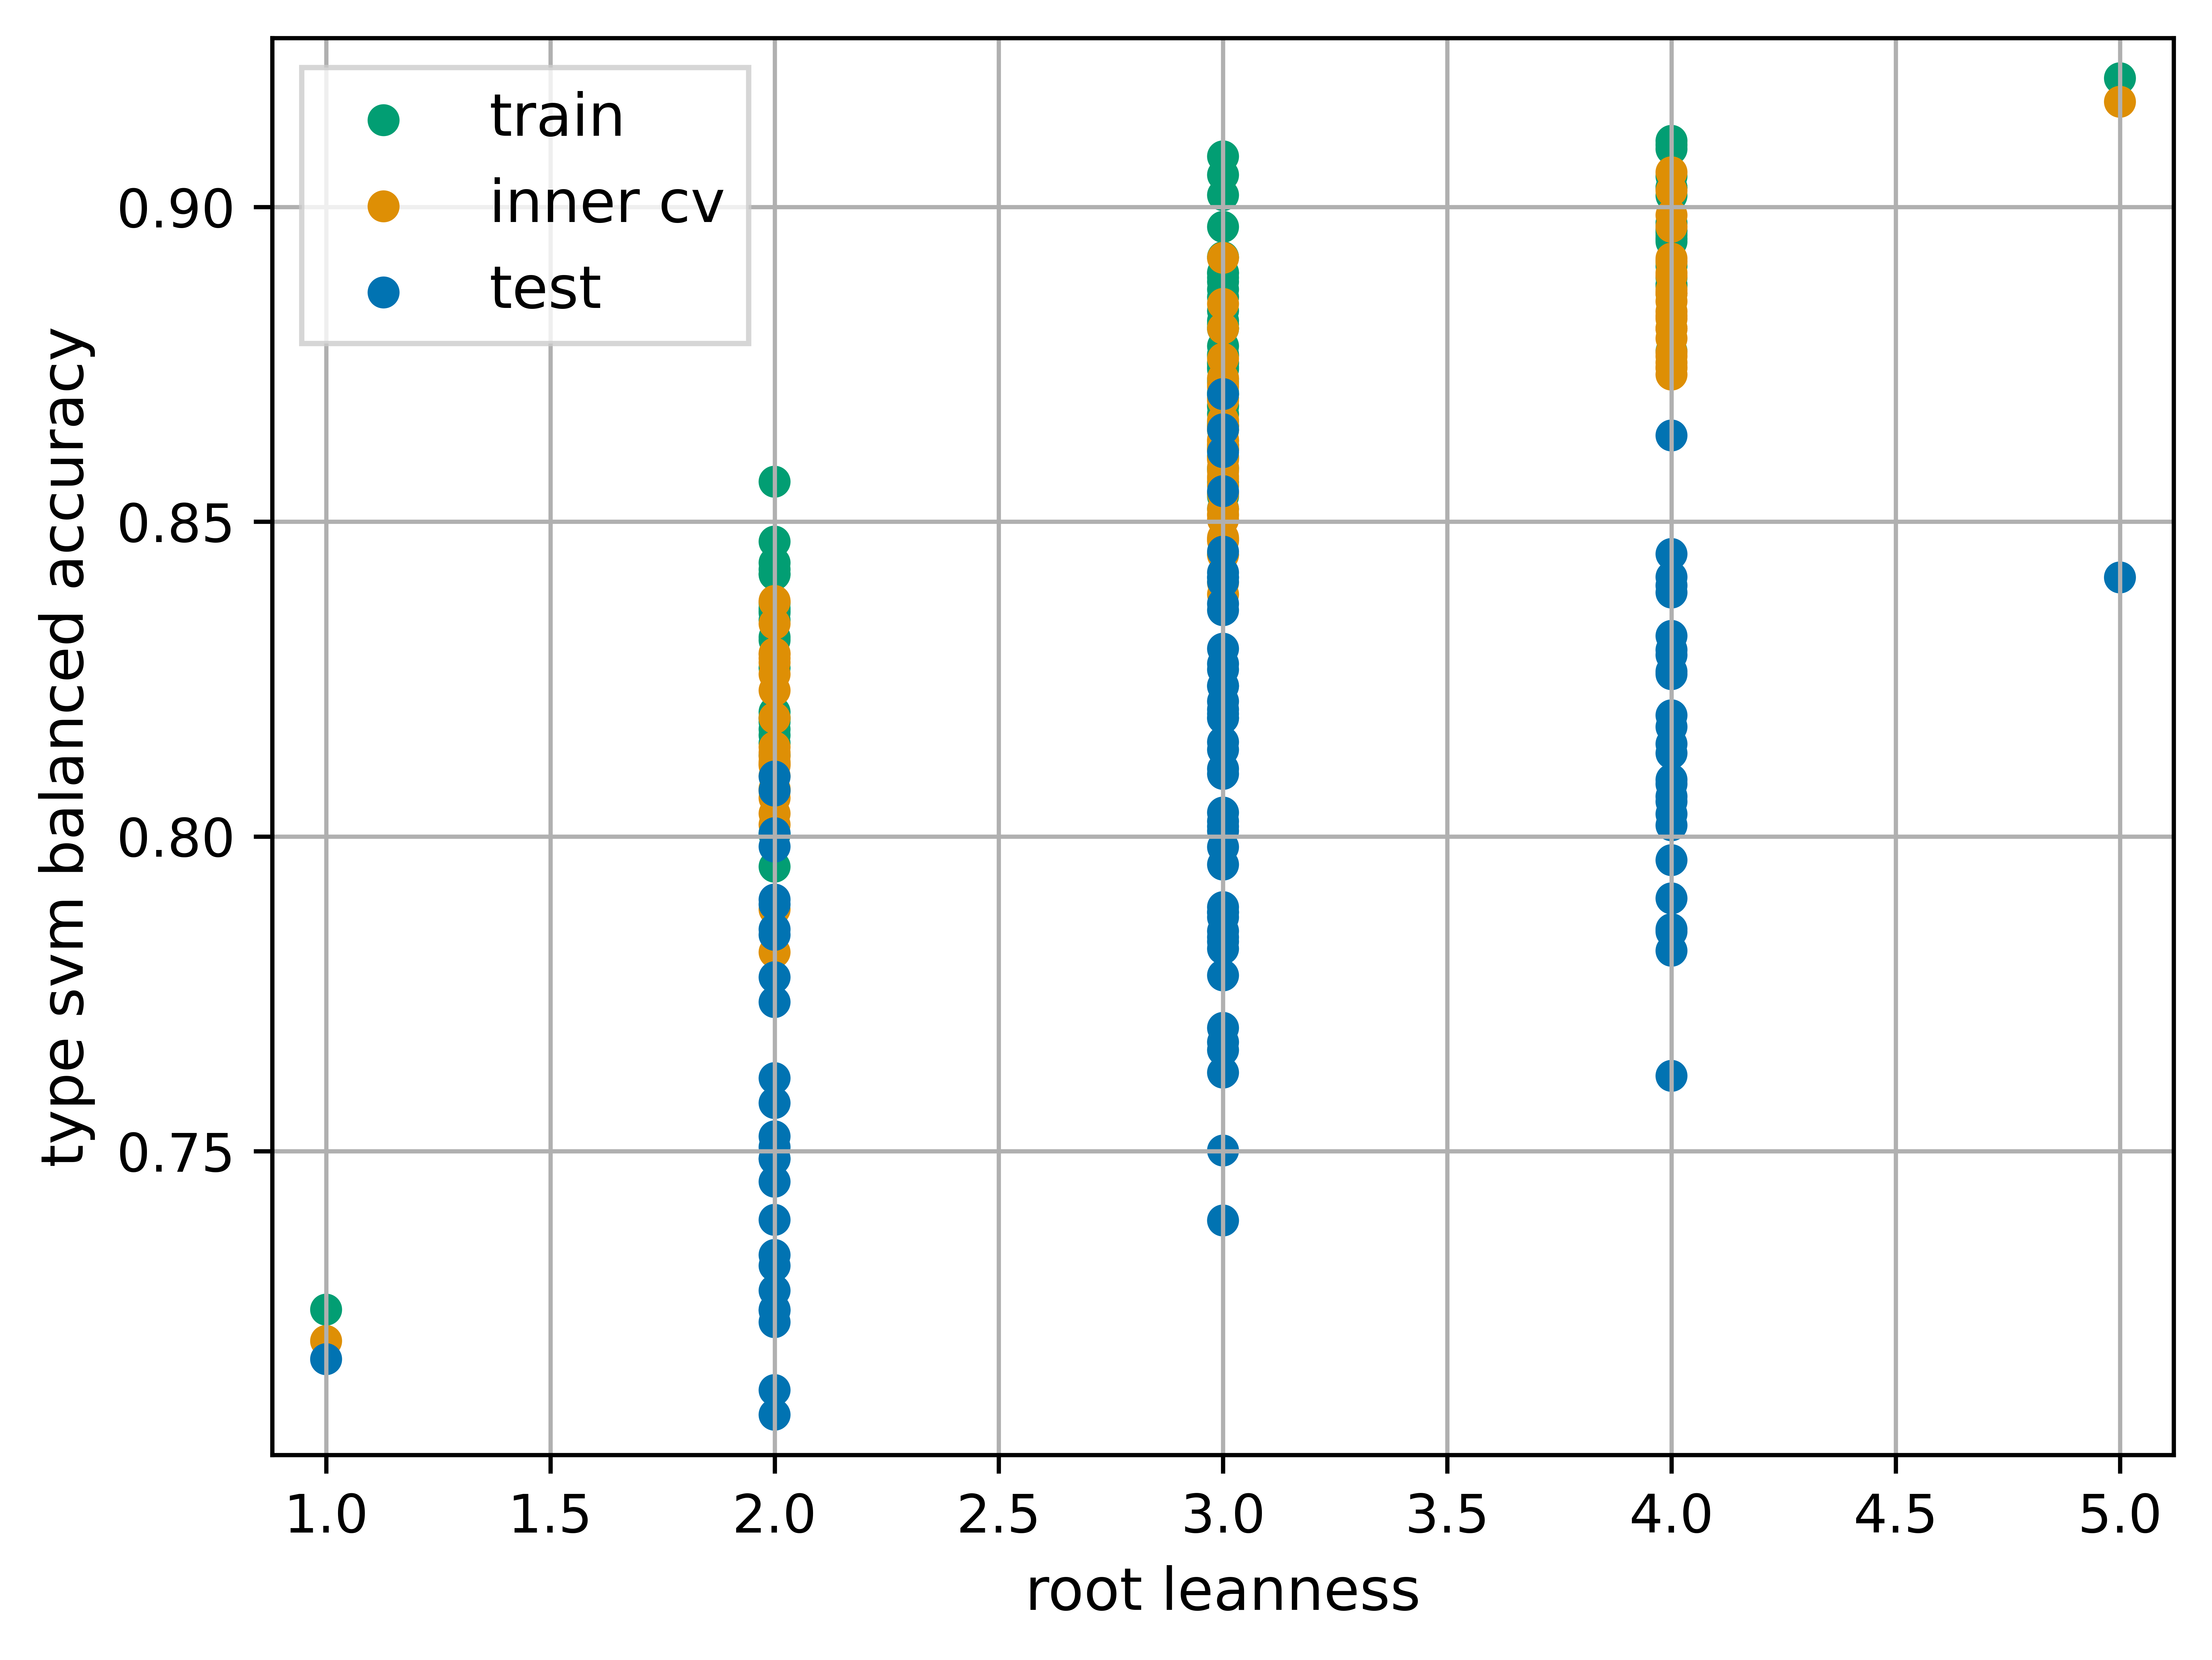 train
inner cv
test
0.90
0.85
0.80
0.75
type svm balanced accuracy
1.0 1.5 2.0 2.5 3.0 3.5 4.0 4.5 5.0
root leanness